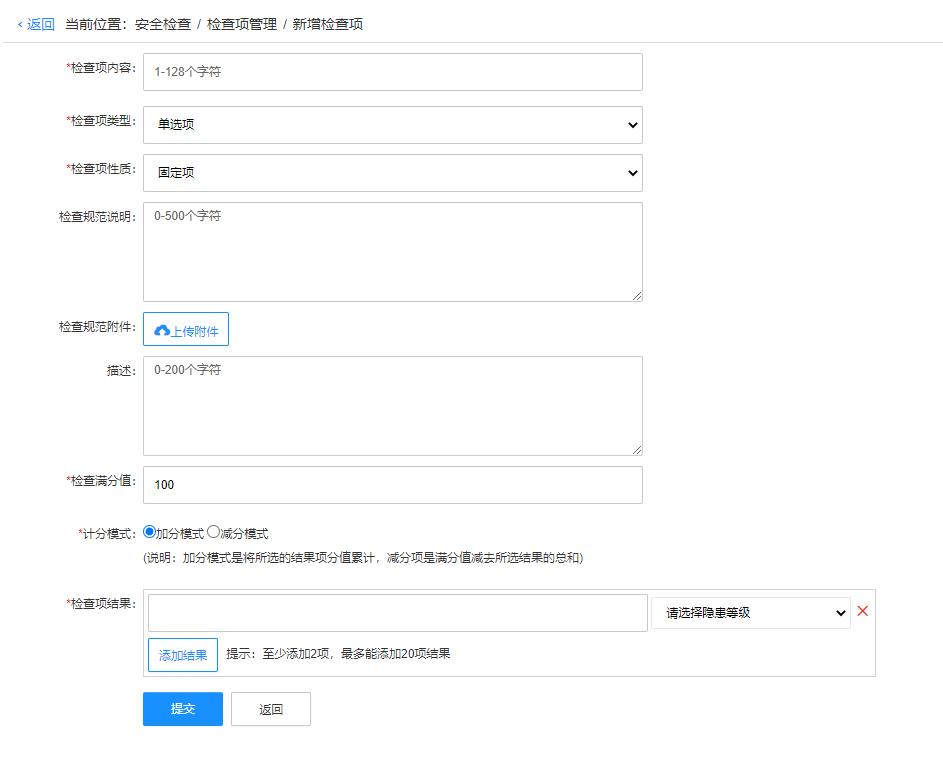 < 返回 当前位置：安全检查 / 检查项管理 / 新增检查项
*检查项内容： 1-128个字符
*检查项类型： 单选项
*检查项性质： 固定项
检查规范说明： 0-500个字符
检查规范附件： 上传附件
描述： 0-200个字符
*检查满分值： 100
*计分模式： 加分模式 减分模式
(说明：加分模式是将所选的结果项分值累计，减分项是满分值减去所选结果的总和)
*检查项结果： 请选择隐患等级
添加结果 提示：至少添加2项，最多能添加20项结果
提交 返回